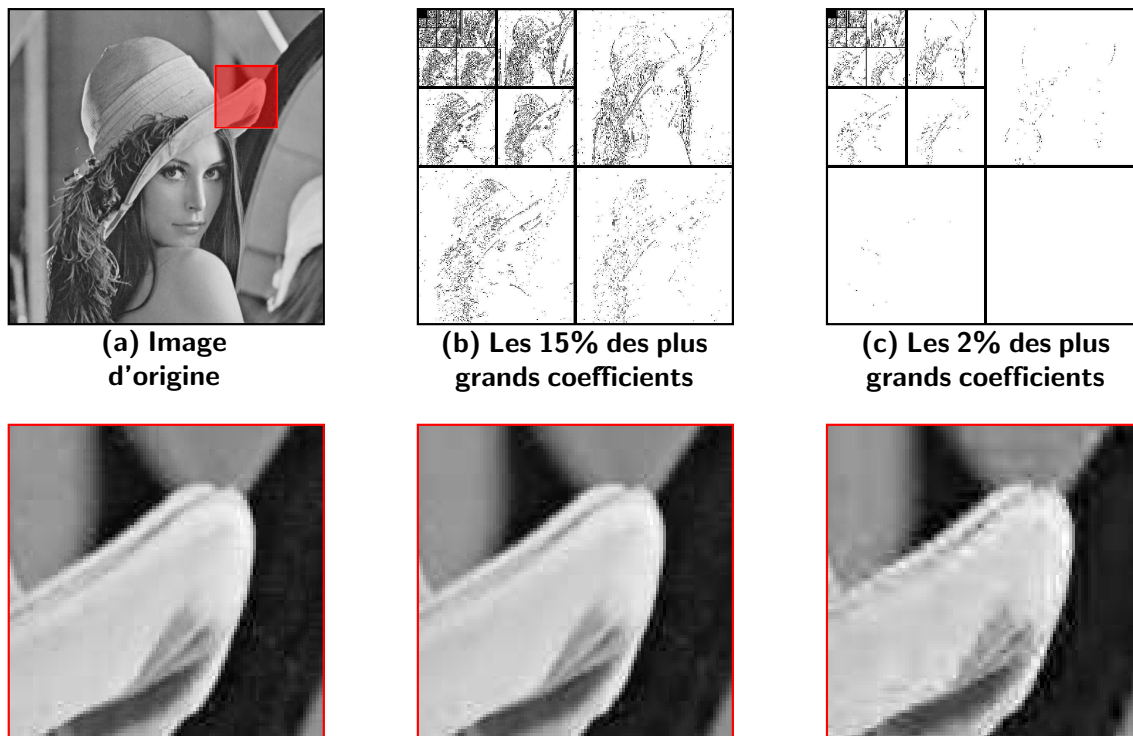 (a) Image
d'origine
(b) Les 15% des plus
grands coefficients
(c) Les 2% des plus
grands coefficients